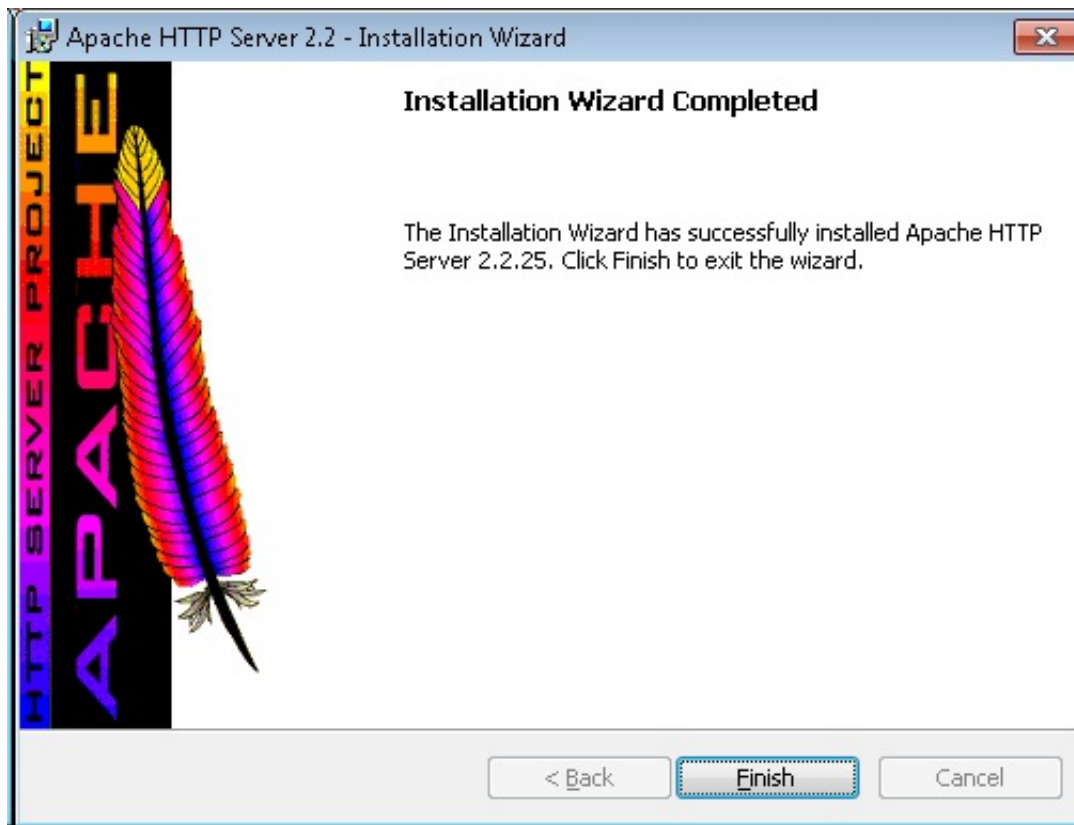 Apache HTTP Server 2.2 - Installation Wizard
HTTP SERVER PROJECT
APACHE
Installation Wizard Completed
The Installation Wizard has successfully installed Apache HTTP
Server 2.2.25. Click Finish to exit the wizard.
< Back
Finish
Cancel